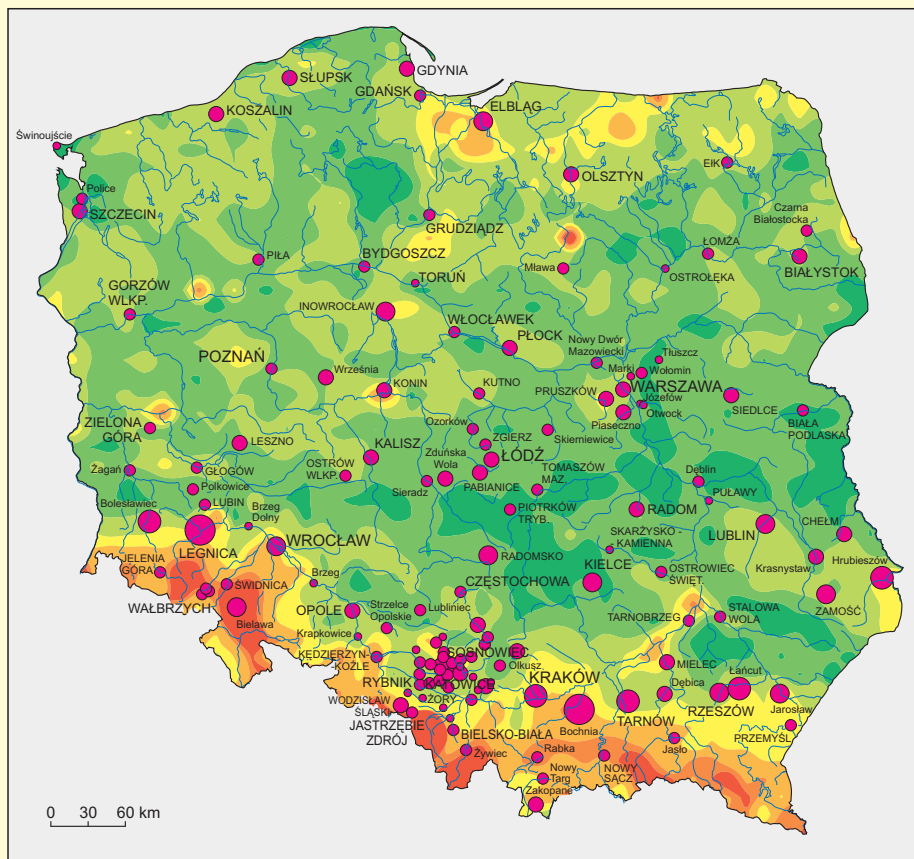 GDYNIA
SŁUPSK
GDAŃSK
KOSZALIN
ELBLĄG
Świnoujście
EŁK
OLSZTYN
Police
SZCZECIN
Czarna
Białostocka
GRUDZIĄDZ
PIŁA
BYDGOSZCZ
ŁOMŻA
BIAŁYSTOK
Mława
OSTROŁĘKA
TORUŃ
GORZÓW
WLKP.
INOWROCŁAW
WŁOCŁAWEK
PŁOCK
Nowy Dwór
Mazowiecki
Tłuszcz
Marki
Wołomin
POZNAŃ
Września
KONIN
KUTNO
PRUSZKÓW
WARSZAWA
Józefów
Otwock
Piaseczno
SIEDLCE
BIAŁA
PODLASKA
ZIELONA
GÓRA
LESZNO
KALISZ
Ozorków
ZGIERZ
Skierniewice
Żagań
GŁOGÓW
OSTRÓW
WLKP.
Zduńska
Wola
ŁÓDŹ
Sieradz
PABIANICE
TOMASZÓW
MAZ.
Dęblin
Polkowice
LUBIN
PUŁAWY
Bolesławiec
Brzeg
Dolny
PIOTRKÓW
TRYB.
RADOM
LEGNICA
WROCŁAW
SKARŻYSKO -
KAMIENNA
LUBLIN
CHEŁM
JELENIA
GÓRA
RADOMSKO
KIELCE
Krasnystaw
Hrubieszów
ŚWIDNICA
Brzeg
CZĘSTOCHOWA
OSTROWIEC
ŚWIĘT.
WAŁBRZYCH
Bielawa
OPOLE
Strzelce
Opolskie
Lubliniec
TARNOBRZEG
STALOWA
WOLA
ZAMOŚĆ
Krapkowice
KĘDZIERZYN-
KOŹLE
SOSNOWIEC
Olkusz
MIELEC
Łańcut
RYBNIK
KATOWICE
KRAKÓW
Dębica
RZESZÓW
Jarosław
WODZISŁAW
ŚLĄSKI
ŻORY
JASTRZĘBIE
ZDRÓJ
BIELSKO-BIAŁA
Bochnia
TARNÓW
PRZEMYŚL
Jasło
Żywiec
Rabka
NOWY
SĄCZ
Nowy
Targ
Zakopane
0 30 60 km